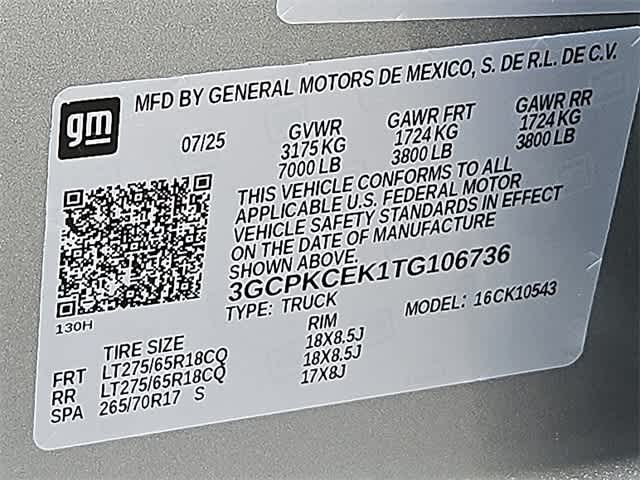 gm
MFD BY GENERAL MOTORS DE MEXICO, S. DE R.L. DE C.V.
07/25
GVWR
3175 KG
7000 LB
GAWR FRT
1724 KG
3800 LB
GAWR RR
1724 KG
3800 LB
THIS VEHICLE CONFORMS TO ALL
APPLICABLE U.S. FEDERAL MOTOR
VEHICLE SAFETY STANDARDS IN EFFECT
ON THE DATE OF MANUFACTURE
SHOWN ABOVE.
3GCPKCEK1TG106736
TYPE: TRUCK
MODEL: 16CK10543
130H
TIRE SIZE RIM
FRT LT275/65R18CQ 18X8.5J
RR LT275/65R18CQ 18X8.5J
SPA 265/70R17 S 17X8J